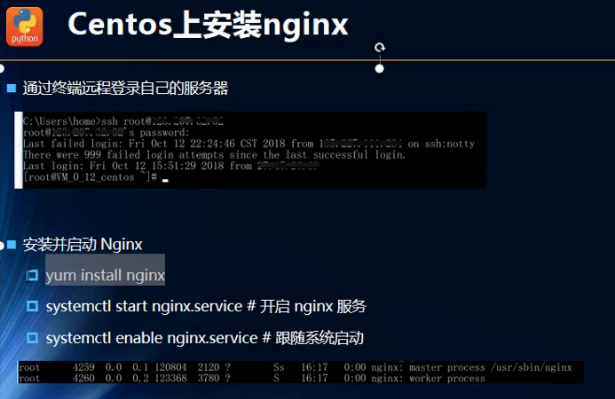 python
Centos上安装nginx
通过终端远程登录自己的服务器
C:\Users\home>ssh root@
root@ 's password:
Last failed login: Fri Oct 12 22:24:46 CST 2018 from on ssh:notty
There were 999 failed login attempts since the last successful login.
Last login: Fri Oct 12 15:51:29 2018 from
[root@VM_0_12_centos ~]#
安装并启动 Nginx
yum install nginx
systemctl start nginx.service # 开启 nginx 服务
systemctl enable nginx.service # 跟随系统启动
root 4259 0.0 0.1 120804 2120 ? Ss 16:17 0:00 nginx: master process /usr/sbin/nginx
root 4260 0.0 0.2 123368 3780 ? S 16:17 0:00 nginx: worker process